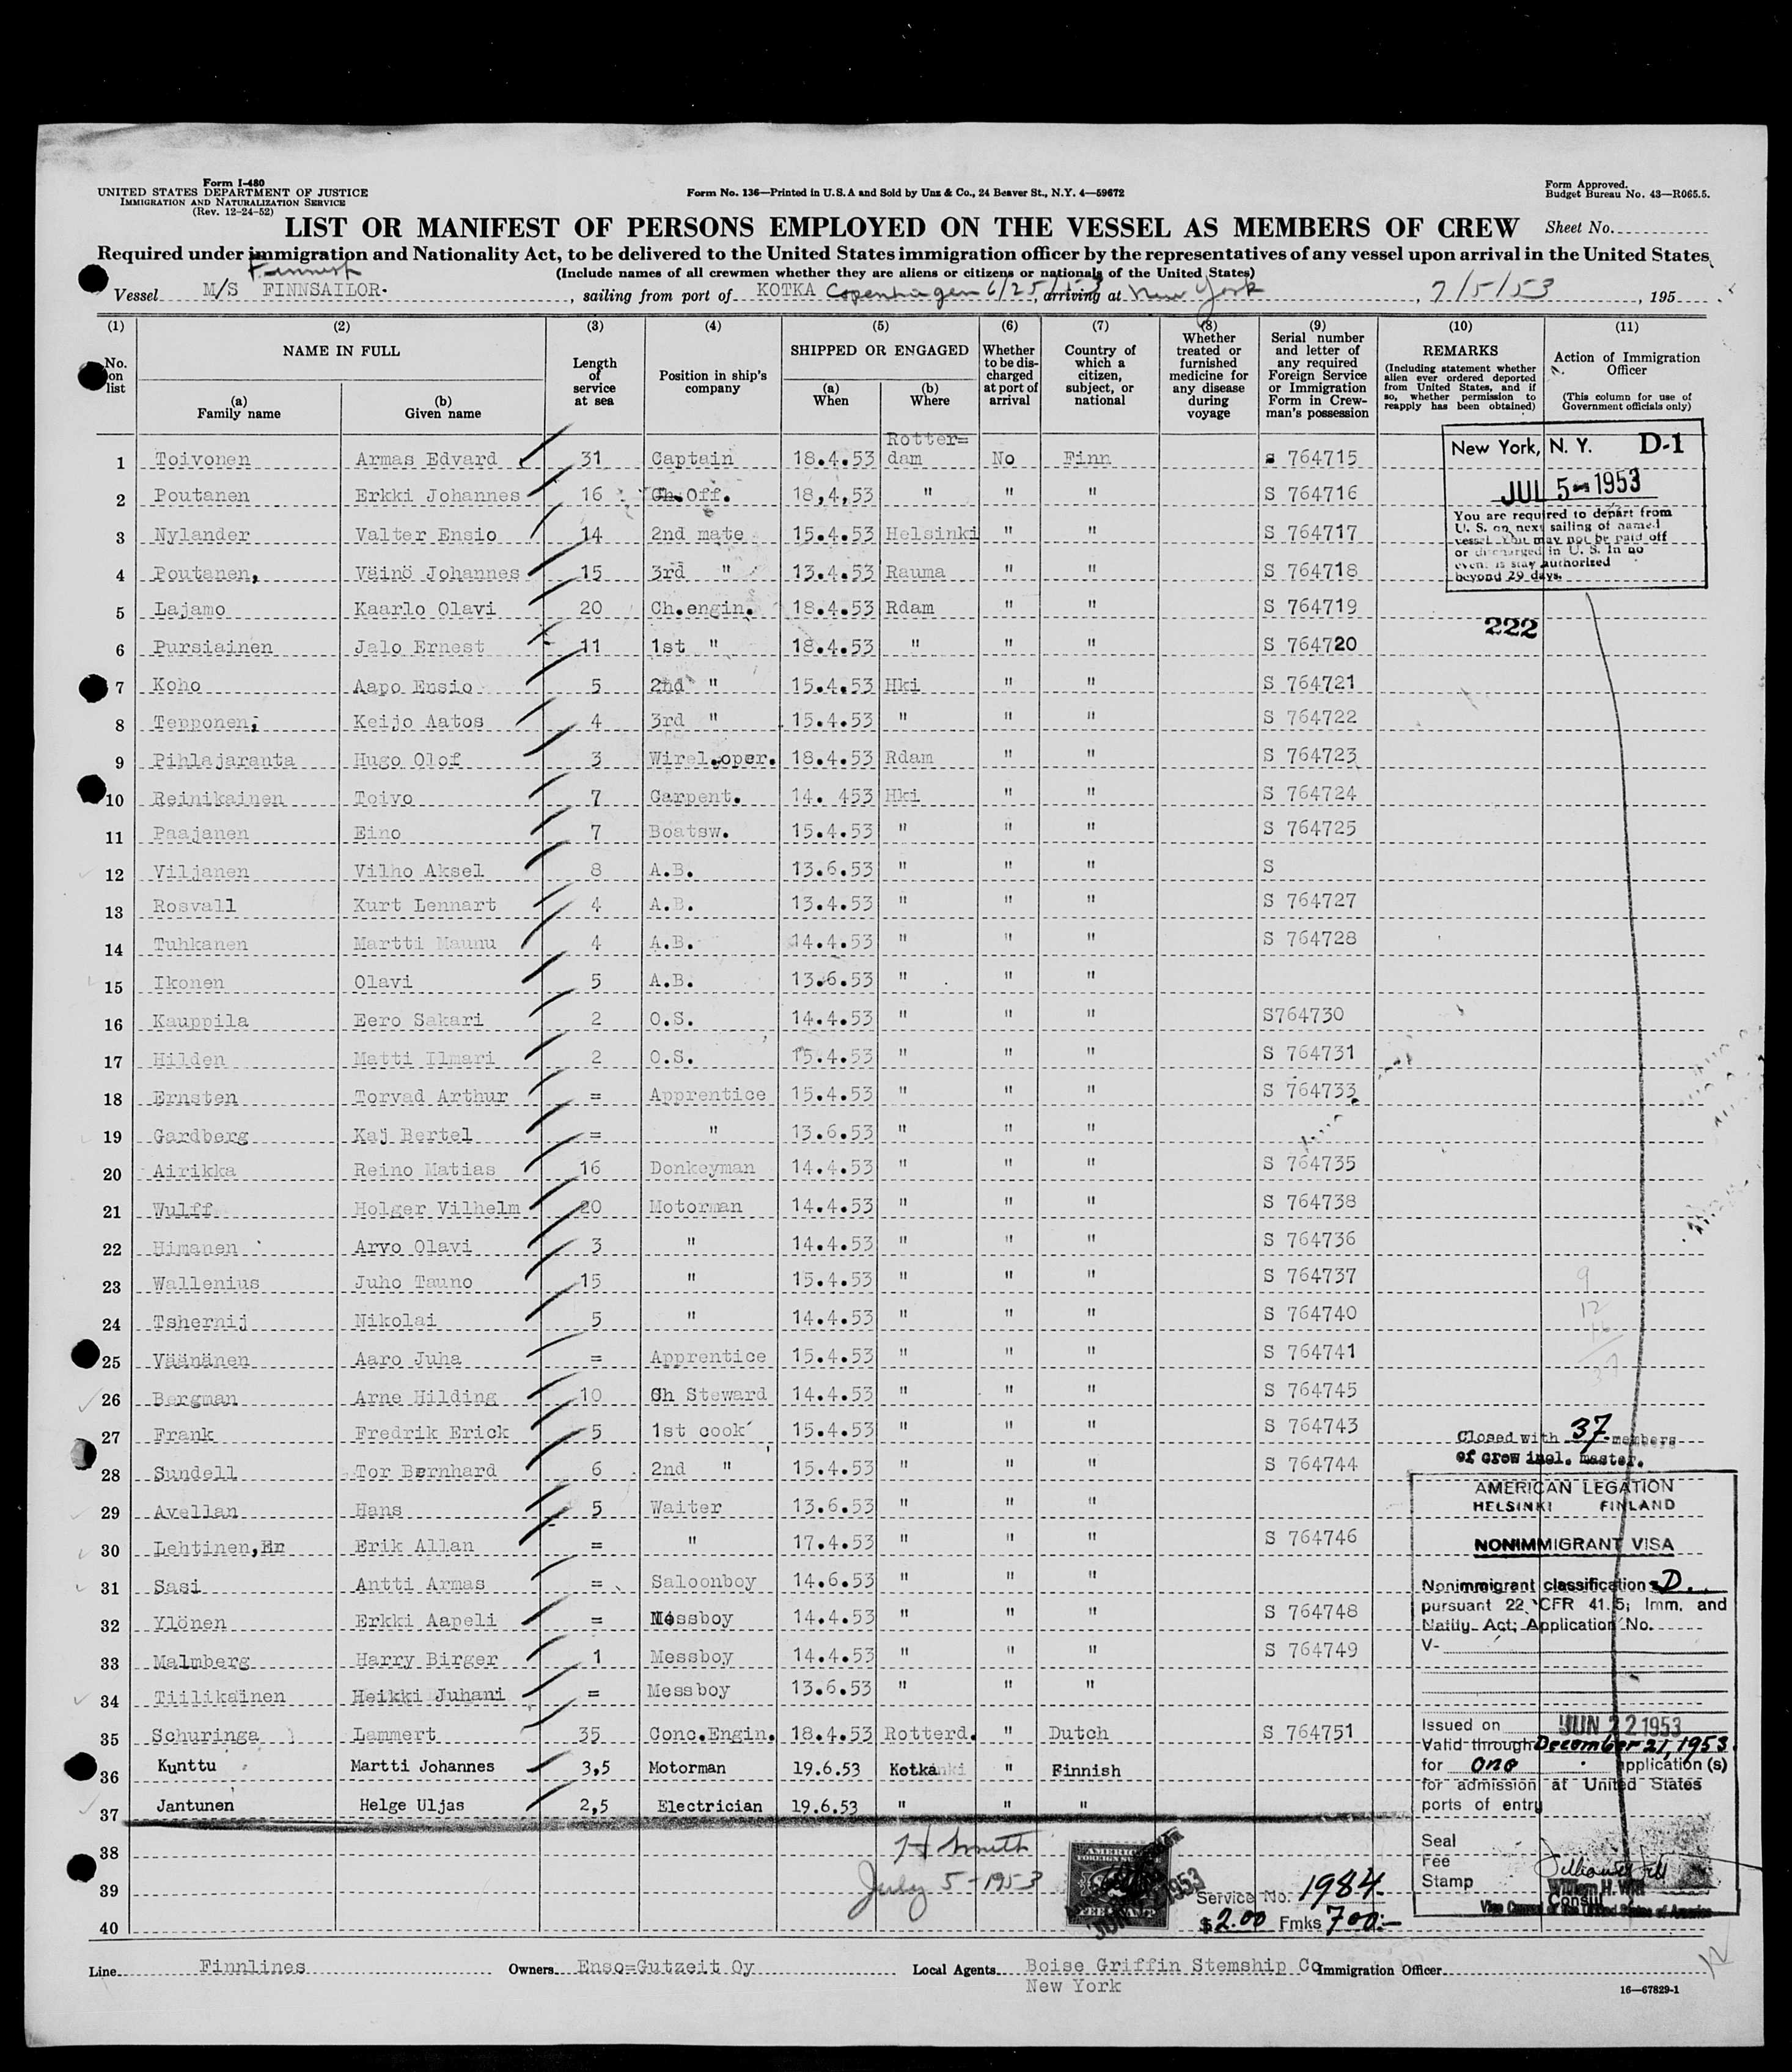 Form I-480
UNITED STATES DEPARTMENT OF JUSTICE
IMMIGRATION AND NATURALIZATION SERVICE
(Rev. 12-24-52)
Form No. 136—Printed in U.S.A and Sold by Unz & Co., 24 Beaver St., N.Y. 4—59672
Form Approved.
Budget Bureau No. 43—R065.5.
LIST OR MANIFEST OF PERSONS EMPLOYED ON THE VESSEL AS MEMBERS OF CREW
Sheet No.
Required under immigration and Nationality Act, to be delivered to the United States immigration officer by the representatives of any vessel upon arrival in the United States
(Include names of all crewmen whether they are aliens or citizens or nationals of the United States)
Finnish
Vessel M/S FINNSAILOR, sailing from port of KOTKA Copenhagen 6/25/53, arriving at New York, 7/5/53, 195
(1) (2) (3) (4) (5) (6) (7) (8) (9) (10) (11)
No. on list
NAME IN FULL
(a) Family name
(b) Given name
Length of service at sea
Position in ship's company
SHIPPED OR ENGAGED
(a) When
(b) Where
Whether to be discharged at port of arrival
Country of which a citizen, subject, or national
Whether treated or furnished medicine for any disease during voyage
Serial number and letter of any required Foreign Service or Immigration Form in Crewman's possession
REMARKS
(Including statement whether alien ever ordered deported from United States, and if so, whether permission to reapply has been obtained)
Action of Immigration Officer
(This column for use of Government officials only)
1 Toivonen Armas Edvard 31 Captain 18.4.53 Rotter=dam No Finn s 764715
2 Poutanen Erkki Johannes 16 Ch.Off. 18,4,53 " " " S 764716
3 Nylander Valter Ensio 14 2nd mate 15.4.53 Helsinki " " S 764717
4 Poutanen, Väinö Johannes 15 3rd " 13.4.53 Rauma " " S 764718
5 Lajamo Kaarlo Olavi 20 Ch.engin. 18.4.53 Rdam " " S 764719
6 Pursiainen Jalo Ernest 11 1st " 18.4.53 " " " S 764720
7 Koho Aapo Ensio 5 2nd " 15.4.53 Hki " " S 764721
8 Tepponen, Keijo Aatos 4 3rd " 15.4.53 " " " S 764722
9 Pihlajaranta Hugo Olof 3 Wirel.oper. 18.4.53 Rdam " " S 764723
10 Reinikainen Toivo 7 Carpent. 14. 453 Hki " " S 764724
11 Paajanen Eino 7 Boatsw. 15.4.53 " " " S 764725
12 Viljanen Vilho Aksel 8 A.B. 13.6.53 " " " S
13 Rosvall Kurt Lennart 4 A.B. 13.4.53 " " " S 764727
14 Tuhkanen Martti Maunu 4 A.B. 14.4.53 " " " S 764728
15 Ikonen Olavi 5 A.B. 13.6.53 " " "
16 Kauppila Eero Sakari 2 O.S. 14.4.53 " " " S764730
17 Hilden Matti Ilmari 2 O.S. 15.4.53 " " " S 764731
18 Ernsten Torvad Arthur = Apprentice 15.4.53 " " " S 764733
19 Gardberg Kaj Bertel = " 13.6.53 " " "
20 Airikka Reino Matias 16 Donkeyman 14.4.53 " " " S 764735
21 Wulff Holger Vilhelm 20 Motorman 14.4.53 " " " S 764738
22 Himanen Arvo Olavi 3 " 14.4.53 " " " S 764736
23 Wallenius Juho Tauno 15 " 15.4.53 " " " S 764737
24 Tshernij Nikolai 5 " 14.4.53 " " " S 764740
25 Väänänen Aaro Juha = Apprentice 15.4.53 " " " S 764741
26 Bergman Arne Hilding 10 Ch Steward 14.4.53 " " " S 764745
27 Frank Fredrik Erick 5 1st cook 15.4.53 " " " S 764743
28 Sundell Tor Bernhard 6 2nd " 15.4.53 " " " S 764744
29 Avellan Hans 5 Waiter 13.6.53 " " "
30 Lehtinen,Er Erik Allan = " 17.4.53 " " " S 764746
31 Sasi Antti Armas = Saloonboy 14.6.53 " " "
32 Ylönen Erkki Aapeli = Messboy 14.4.53 " " " S 764748
33 Malmberg Harry Birger 1 Messboy 14.4.53 " " " S 764749
34 Tiilikainen Heikki Juhani = Messboy 13.6.53 " " "
35 Schuringa Lammert 35 Conc.Engin. 18.4.53 Rotterd. " Dutch S 764751
36 Kunttu Martti Johannes 3,5 Motorman 19.6.53 Kotka " Finnish
37 Jantunen Helge Uljas 2,5 Electrician 19.6.53 " " "
38
39
40
New York, N. Y. D-1
JUL 5-1953
You are required to depart from
U. S. on next sailing of named
vessel. You may not be paid off
or discharged in U. S. In no
event is stay authorized
beyond 29 days.
222
9
12
16
37
Closed with 37 members
of crew incl. master.
AMERICAN LEGATION
HELSINKI FINLAND
NONIMMIGRANT VISA
Nonimmigrant classification D.
pursuant 22 CFR 41.5; Imm. and
Natlty Act; Application No.
V-
Issued on JUN 22 1953
Valid through December 21, 1953
for one application (s)
for admission at United States
ports of entry
Seal
Fee
Stamp
William H. Witt
Consul
Vice Consul of the United States of America
H Smith
July 5-1953
AMERICAN
FOREIGN SERVICE
FEE STAMP
1953
Service No. 1984.
$2.00 Fmks 700:-
Line Finnlines Owners Enso=Gutzeit Oy Local Agents Boise Griffin Stemship Co Immigration Officer
New York
16—67829-1